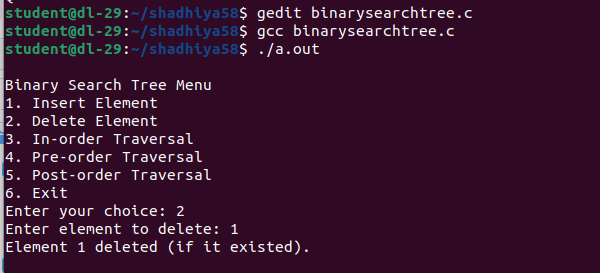 student@dl-29:~/shadhiya58$ gedit binarysearchtree.c
student@dl-29:~/shadhiya58$ gcc binarysearchtree.c
student@dl-29:~/shadhiya58$ ./a.out
Binary Search Tree Menu
1. Insert Element
2. Delete Element
3. In-order Traversal
4. Pre-order Traversal
5. Post-order Traversal
6. Exit
Enter your choice: 2
Enter element to delete: 1
Element 1 deleted (if it existed).